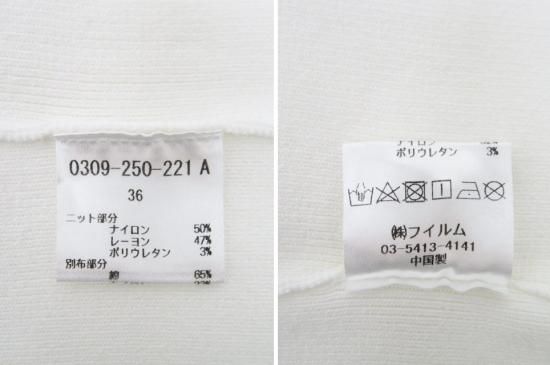 0309-250-221 A
36
ニット部分
ナイロン 50%
レーヨン 47%
ポリウレタン 3%
別布部分
綿 65%
ナイロン 32%
ポリウレタン 3%
㈱フイルム
03-5413-4141
中国製